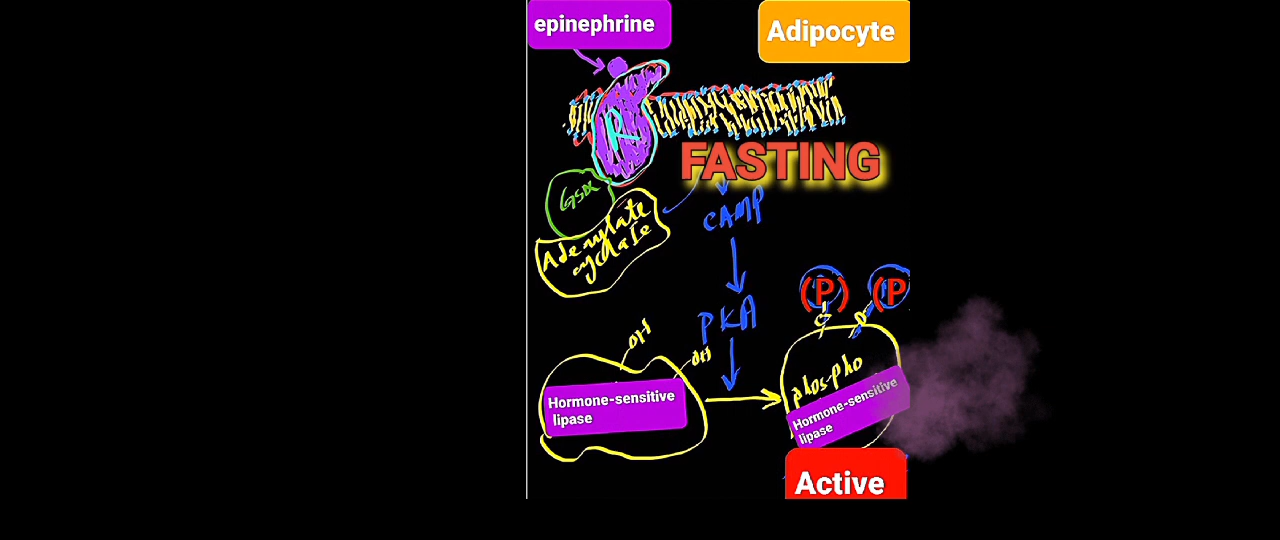 epinephrine
Adipocyte
R
FASTING
Gsα
Adenylate
cyclase
CAMP
(P)
(P
PKA
OH
OH
phospho
Hormone-sensitive
lipase
Hormone-sensitive
lipase
Active